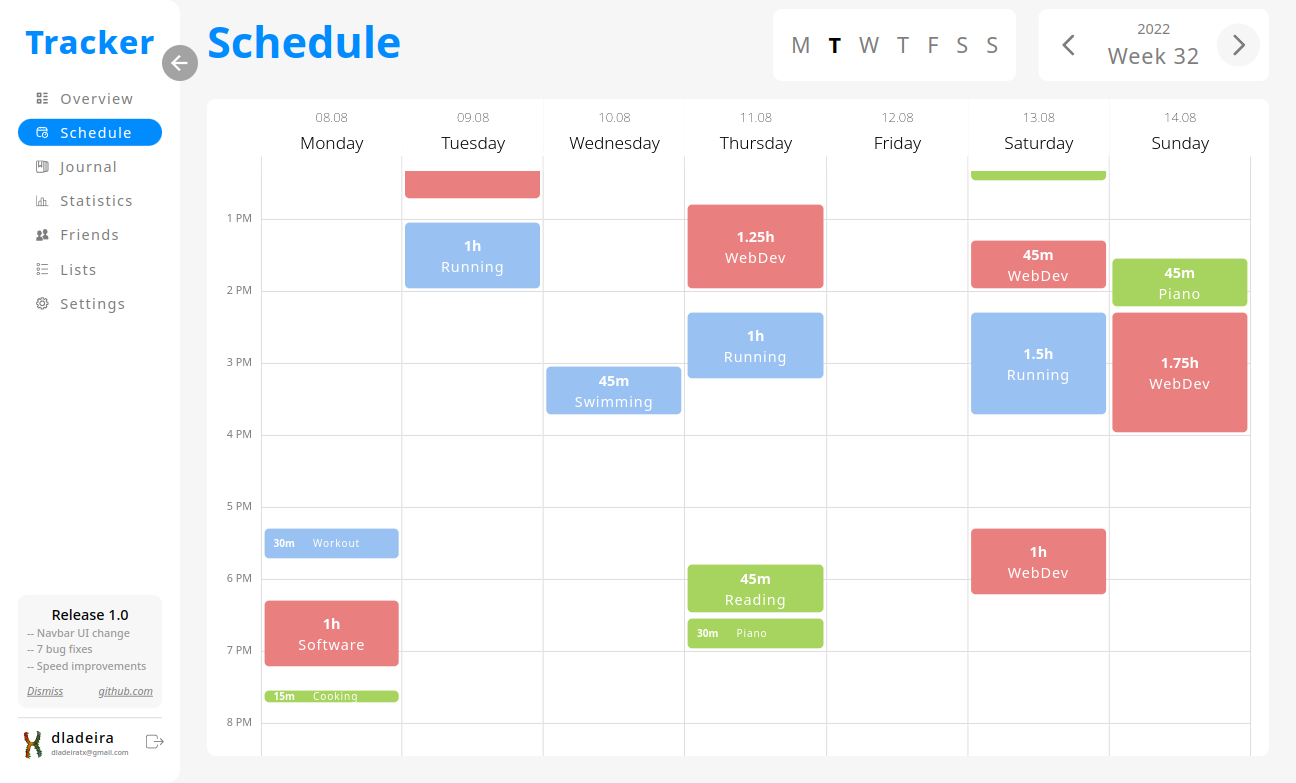 Tracker
Overview
Schedule
Journal
Statistics
Friends
Lists
Settings
Release 1.0
-- Navbar UI change
-- 7 bug fixes
-- Speed improvements
Dismiss github.com
dladeira
dladeiratx@gmail.com
Schedule
M T W T F S S
2022
Week 32
08.08 09.08 10.08 11.08 12.08 13.08 14.08
Monday Tuesday Wednesday Thursday Friday Saturday Sunday
1 PM
2 PM
3 PM
4 PM
5 PM
6 PM
7 PM
8 PM
30m Workout
1h
Software
15m Cooking
1h
Running
45m
Swimming
1.25h
WebDev
1h
Running
45m
Reading
30m Piano
45m
WebDev
1.5h
Running
1h
WebDev
45m
Piano
1.75h
WebDev